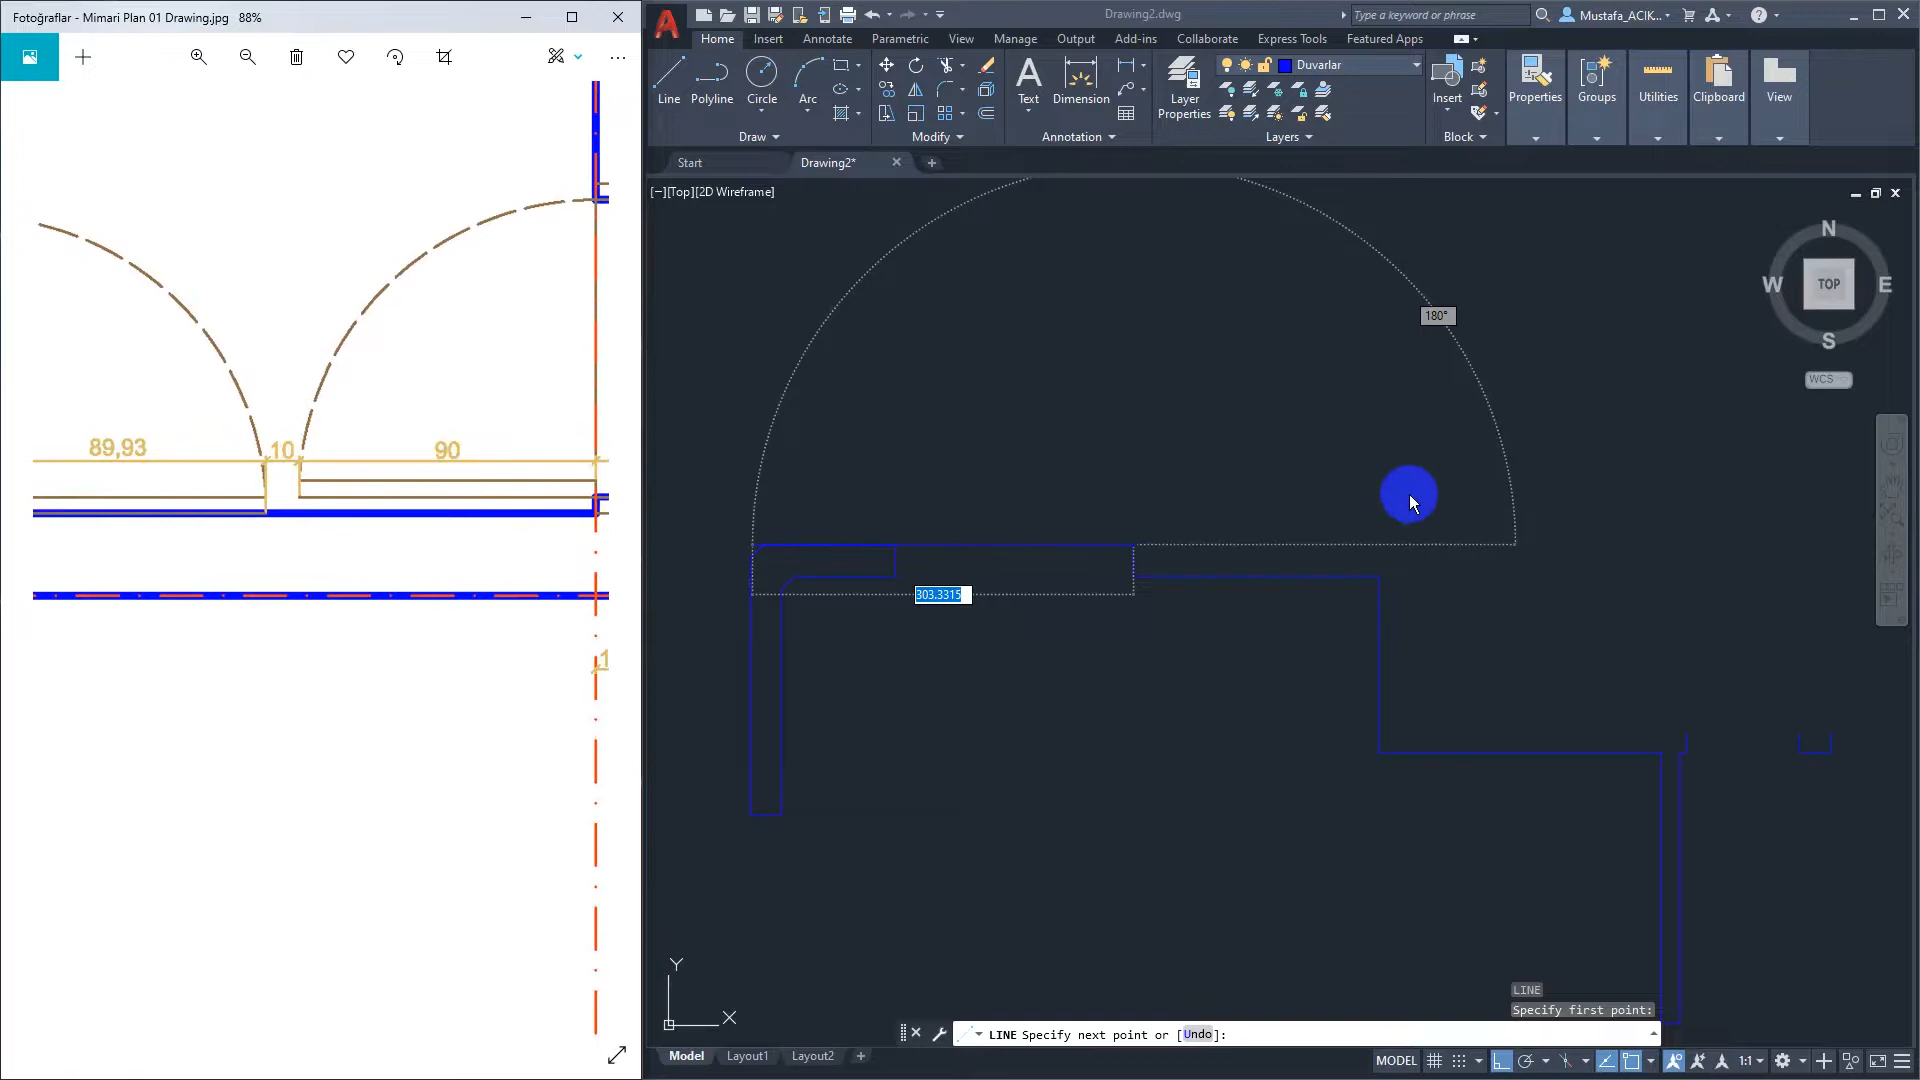 Fotoğraflar - Mimari Plan 01 Drawing.jpg 88%
89,93
10
90
1
Drawing2.dwg
Type a keyword or phrase
Mustafa_ACIK...
Home
Insert
Annotate
Parametric
View
Manage
Output
Add-ins
Collaborate
Express Tools
Featured Apps
Line
Polyline
Circle
Arc
Draw
Modify
Text
Dimension
Annotation
Layer
Properties
Duvarlar
Layers
Insert
Block
Properties
Groups
Utilities
Clipboard
View
Start
Drawing2*
[−][Top][2D Wireframe]
N
W
TOP
E
S
WCS
180°
303.3315
Y
X
LINE
Specify first point:
LINE Specify next point or [Undo]:
Model
Layout1
Layout2
MODEL
1:1